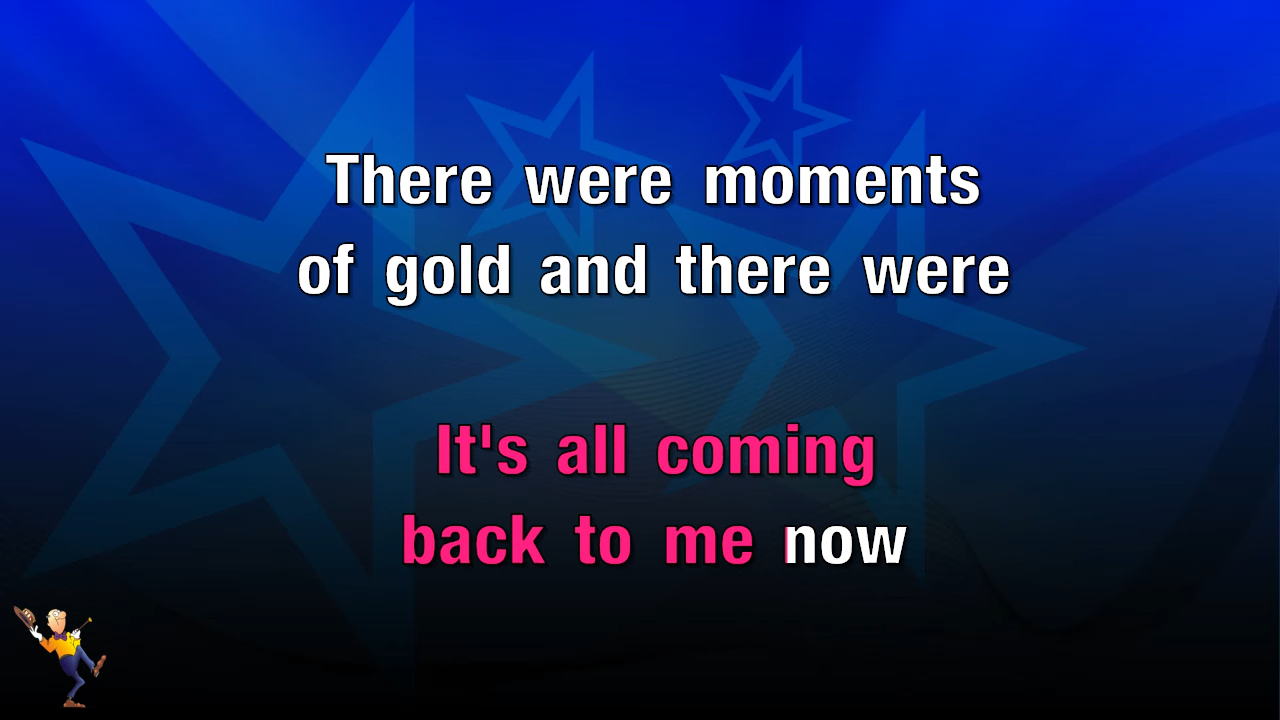 There were moments
of gold and there were
It's all coming
back to me now